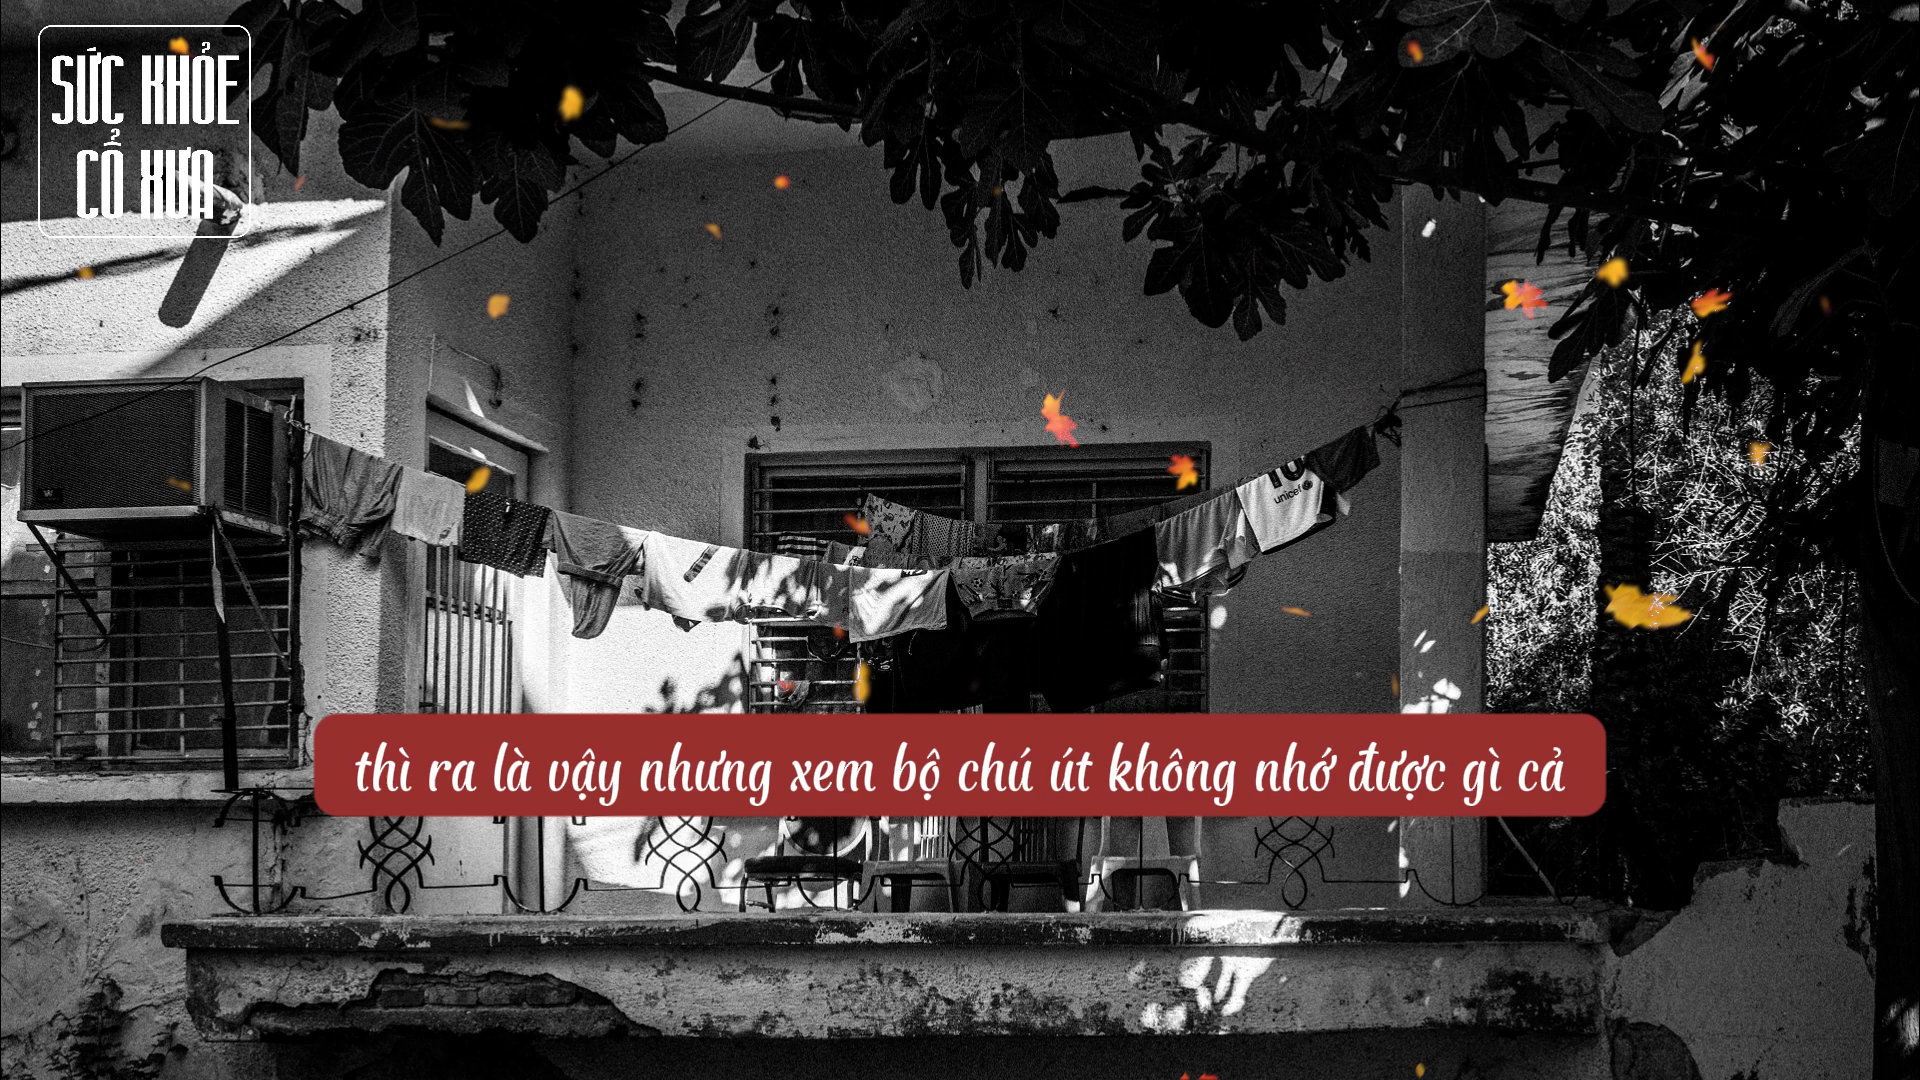 SỨC KHỎE
CỔ XƯA
10
unicef
thì ra là vậy nhưng xem bộ chú út không nhớ được gì cả